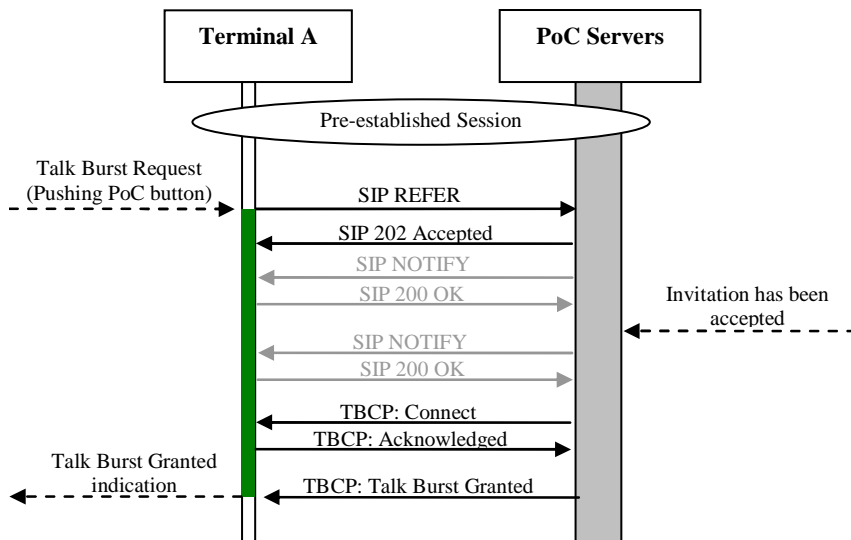 Terminal A
PoC Servers
Pre-established Session
Talk Burst Request
(Pushing PoC button)
SIP REFER
SIP 202 Accepted
SIP NOTIFY
SIP 200 OK
Invitation has been
accepted
SIP NOTIFY
SIP 200 OK
TBCP: Connect
TBCP: Acknowledged
Talk Burst Granted
indication
TBCP: Talk Burst Granted